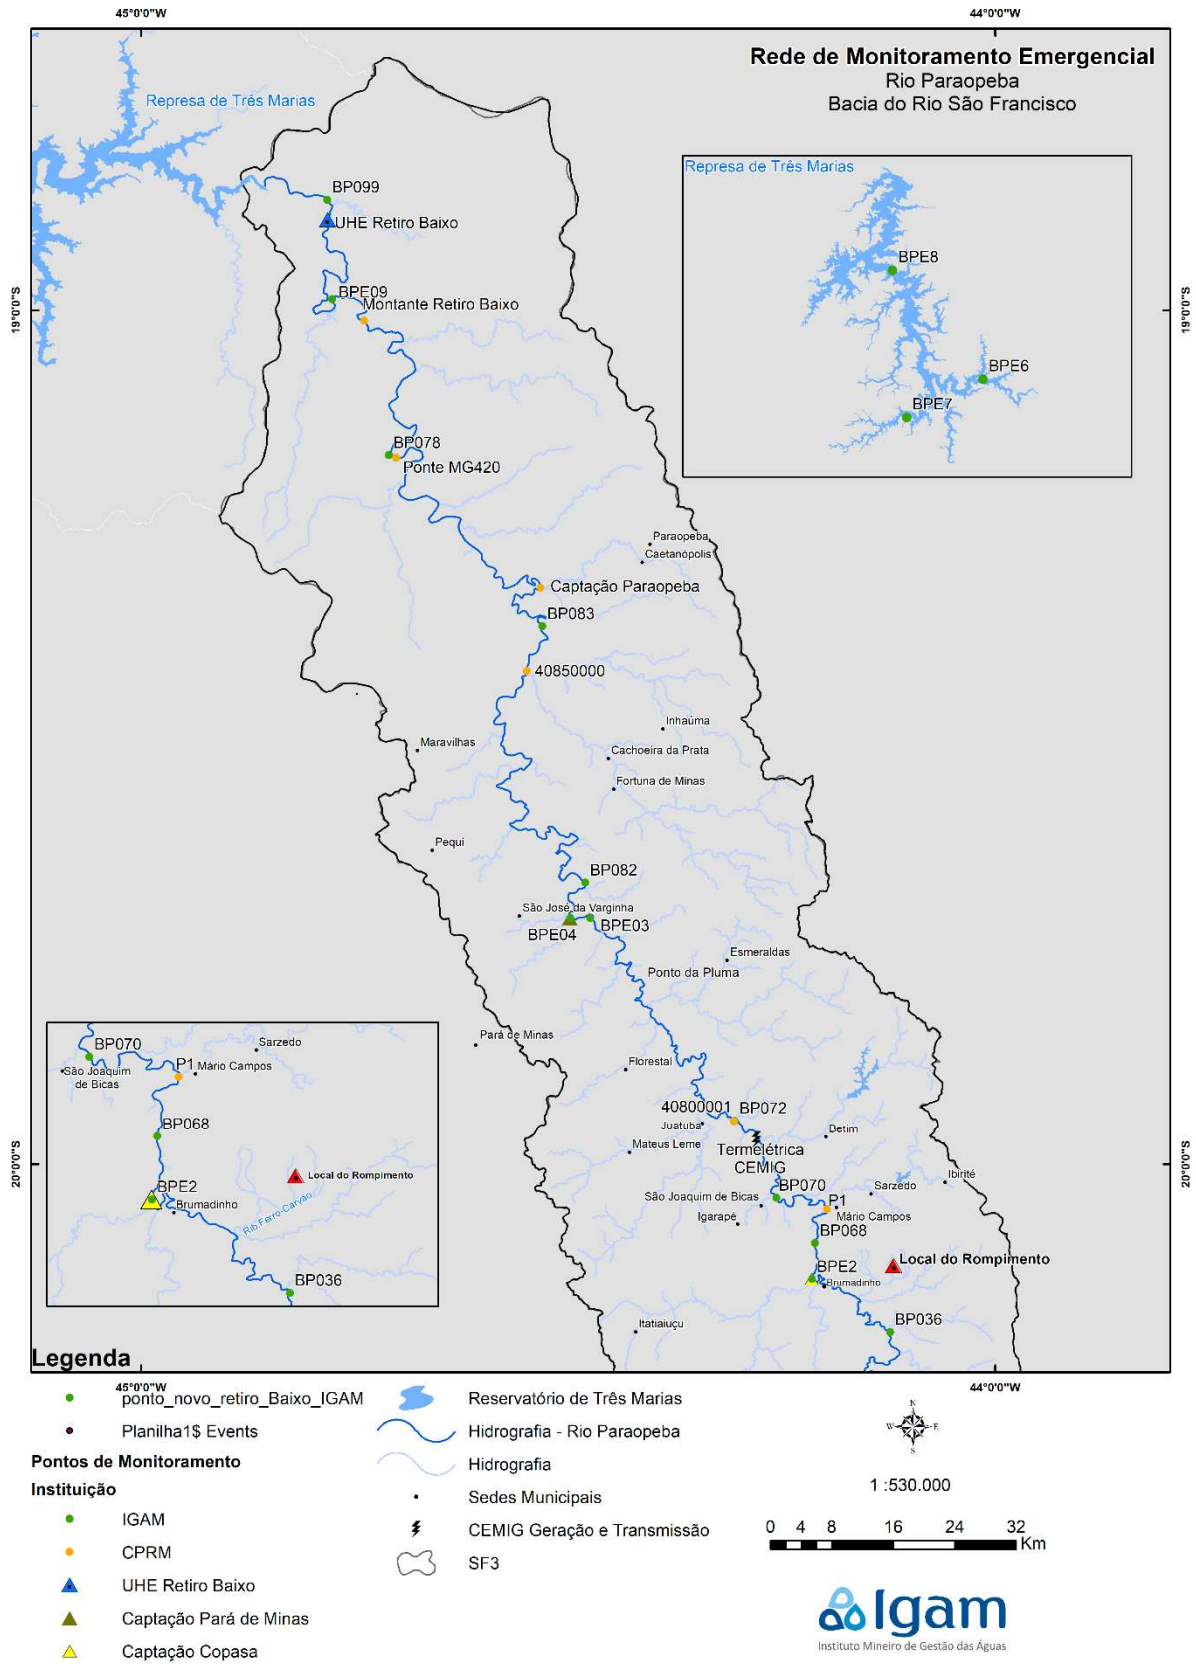 45°0'0"W
44°0'0"W
Rede de Monitoramento Emergencial
Rio Paraopeba
Bacia do Rio São Francisco
Represa de Três Marias
Represa de Três Marias
BPE8
BPE6
BPE7
BP099
UHE Retiro Baixo
BPE09
Montante Retiro Baixo
19°0'0"S
19°0'0"S
BP078
Ponte MG420
Paraopeba
Caetanópolis
Captação Paraopeba
BP083
40850000
Inhaúma
Maravilhas
Cachoeira da Prata
Fortuna de Minas
Pequi
BP082
São José da Varginha
BPE03
BPE04
Esmeraldas
Ponto da Pluma
Pará de Minas
Florestal
40800001
BP072
Juatuba
Detim
Mateus Leme
Termelétrica
CEMIG
20°0'0"S
20°0'0"S
Ibirité
BP070
Sarzedo
São Joaquim de Bicas
P1
Mário Campos
Igarapé
BP068
Local do Rompimento
BPE2
Brumadinho
BP036
Itatiaiuçu
BP070
Sarzedo
P1
Mário Campos
São Joaquim
de Bicas
BP068
Local do Rompimento
BPE2
Brumadinho
Rib Ferro-Carvão
BP036
45°0'0"W
44°0'0"W
Legenda
ponto_novo_retiro_Baixo_IGAM
Planilha1$ Events
Pontos de Monitoramento
Instituição
IGAM
CPRM
UHE Retiro Baixo
Captação Pará de Minas
Captação Copasa
Reservatório de Três Marias
Hidrografia - Rio Paraopeba
Hidrografia
Sedes Municipais
CEMIG Geração e Transmissão
SF3
N
W
E
S
1 :530.000
0 4 8 16 24 32
Km
Igam
Instituto Mineiro de Gestão das Águas